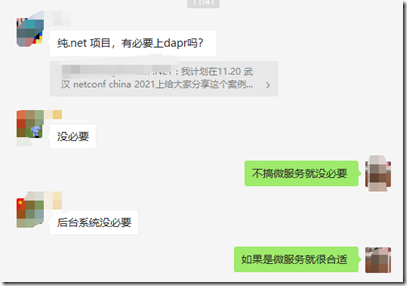 11:41
纯.net 项目，有必要上dapr吗？
.NET：我计划在11.20 武
汉 netconf china 2021上给大家分享这个案例...
没必要
不搞微服务就没必要
后台系统没必要
如果是微服务就很合适